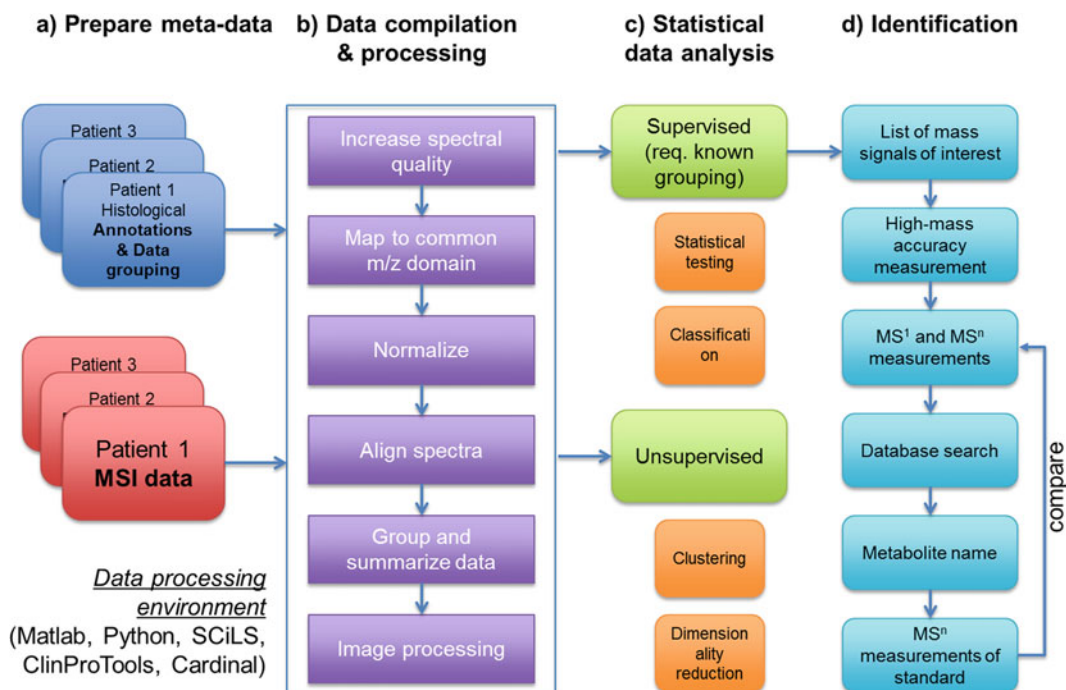 a) Prepare meta-data
b) Data compilation
& processing
c) Statistical
data analysis
d) Identification
Patient 3
Patient 2
Patient 1
Histological
Annotations
& Data
grouping
Patient 3
Patient 2
Patient 1
MSI data
Data processing
environment
(Matlab, Python, SCiLS,
ClinProTools, Cardinal)
Increase spectral
quality
Map to common
m/z domain
Normalize
Align spectra
Group and
summarize data
Image processing
Supervised
(req. known
grouping)
Statistical
testing
Classificati
on
Unsupervised
Clustering
Dimension
ality
reduction
List of mass
signals of interest
High-mass
accuracy
measurement
MS¹ and MSⁿ
measurements
Database search
Metabolite name
MSⁿ
measurements of
standard
compare